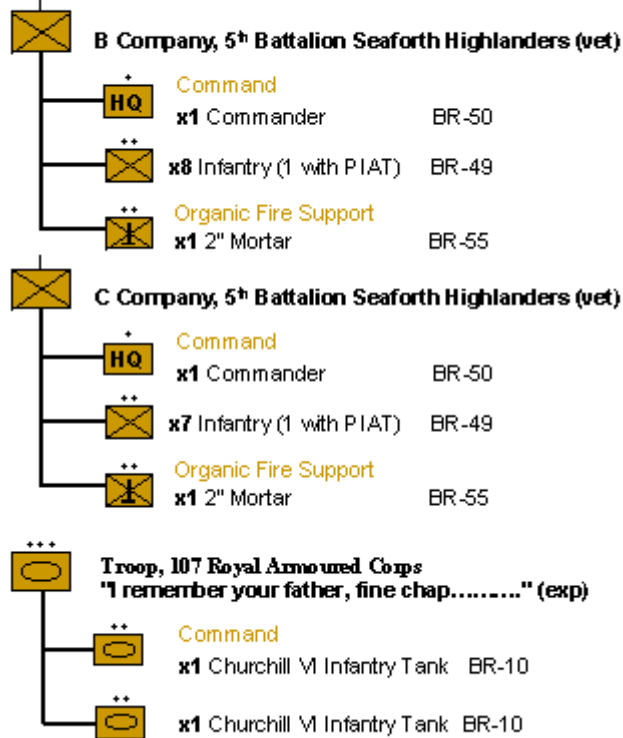 B Company, 5th Battalion Seaforth Highlanders (vet)
HQ
Command
x1 Commander BR-50
x8 Infantry (1 with PIAT) BR-49
Organic Fire Support
x1 2" Mortar BR-55
C Company, 5th Battalion Seaforth Highlanders (vet)
HQ
Command
x1 Commander BR-50
x7 Infantry (1 with PIAT) BR-49
Organic Fire Support
x1 2" Mortar BR-55
Troop, 107 Royal Armoured Corps
"I remember your father, fine chap.........." (exp)
Command
x1 Churchill VI Infantry Tank BR-10
x1 Churchill VI Infantry Tank BR-10